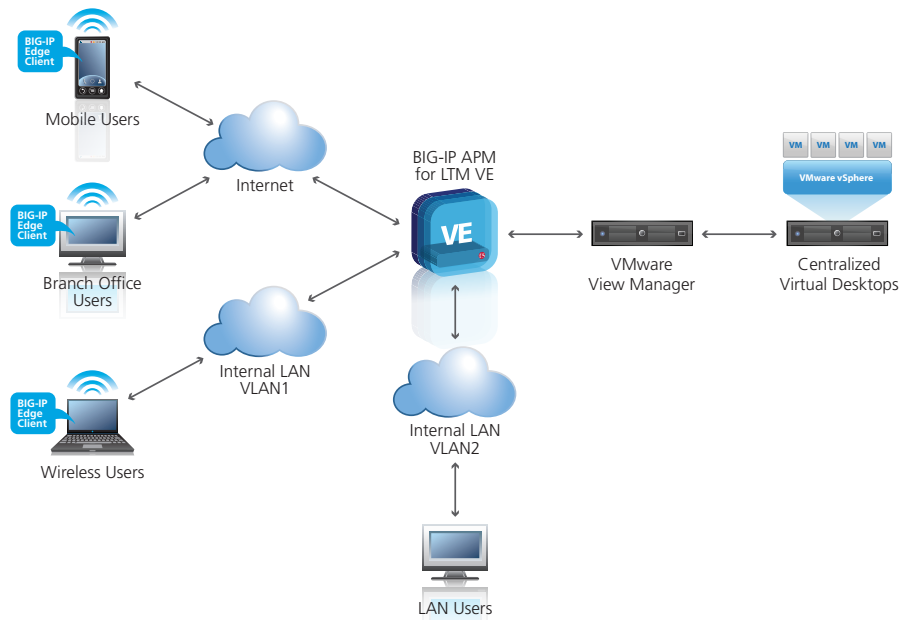 BIG-IP
Edge
Client
Mobile Users
Internet
BIG-IP
Edge
Client
Branch Office
Users
Internal LAN
VLAN1
BIG-IP
Edge
Client
Wireless Users
BIG-IP APM
for LTM VE
VE
Internal LAN
VLAN2
LAN Users
VMware
View Manager
VM VM VM VM
VMware vSphere
Centralized
Virtual Desktops